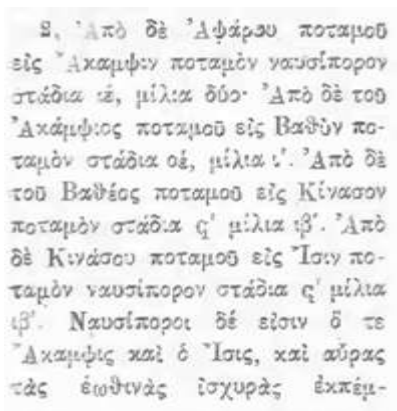 2, Ἀπὸ δὲ Ἀψάρου ποταμοῦ
εἰς Ἄκαμψιν ποταμὸν ναυσίπορον
στάδια ιέ, μίλια δύο· Ἀπὸ δὲ τοῦ
Ἀκάμψιος ποταμοῦ εἰς Βαθὺν πο-
ταμὸν στάδια οέ, μίλια ι´. Ἀπὸ δὲ
τοῦ Βαθέος ποταμοῦ εἰς Κίνασον
ποταμὸν στάδια ϛ´ μίλια ιβ´. Ἀπὸ
δὲ Κινάσου ποταμοῦ εἰς Ἶσιν πο-
ταμὸν ναυσίπορον στάδια ϛ´ μίλια
ιβ´. Ναυσίποροι δέ εἰσιν ὅ τε
Ἄκαμψις καὶ ὁ Ἶσις, καὶ αὔρας
τὰς ἑωθινὰς ἰσχυρὰς ἐκπέμ-